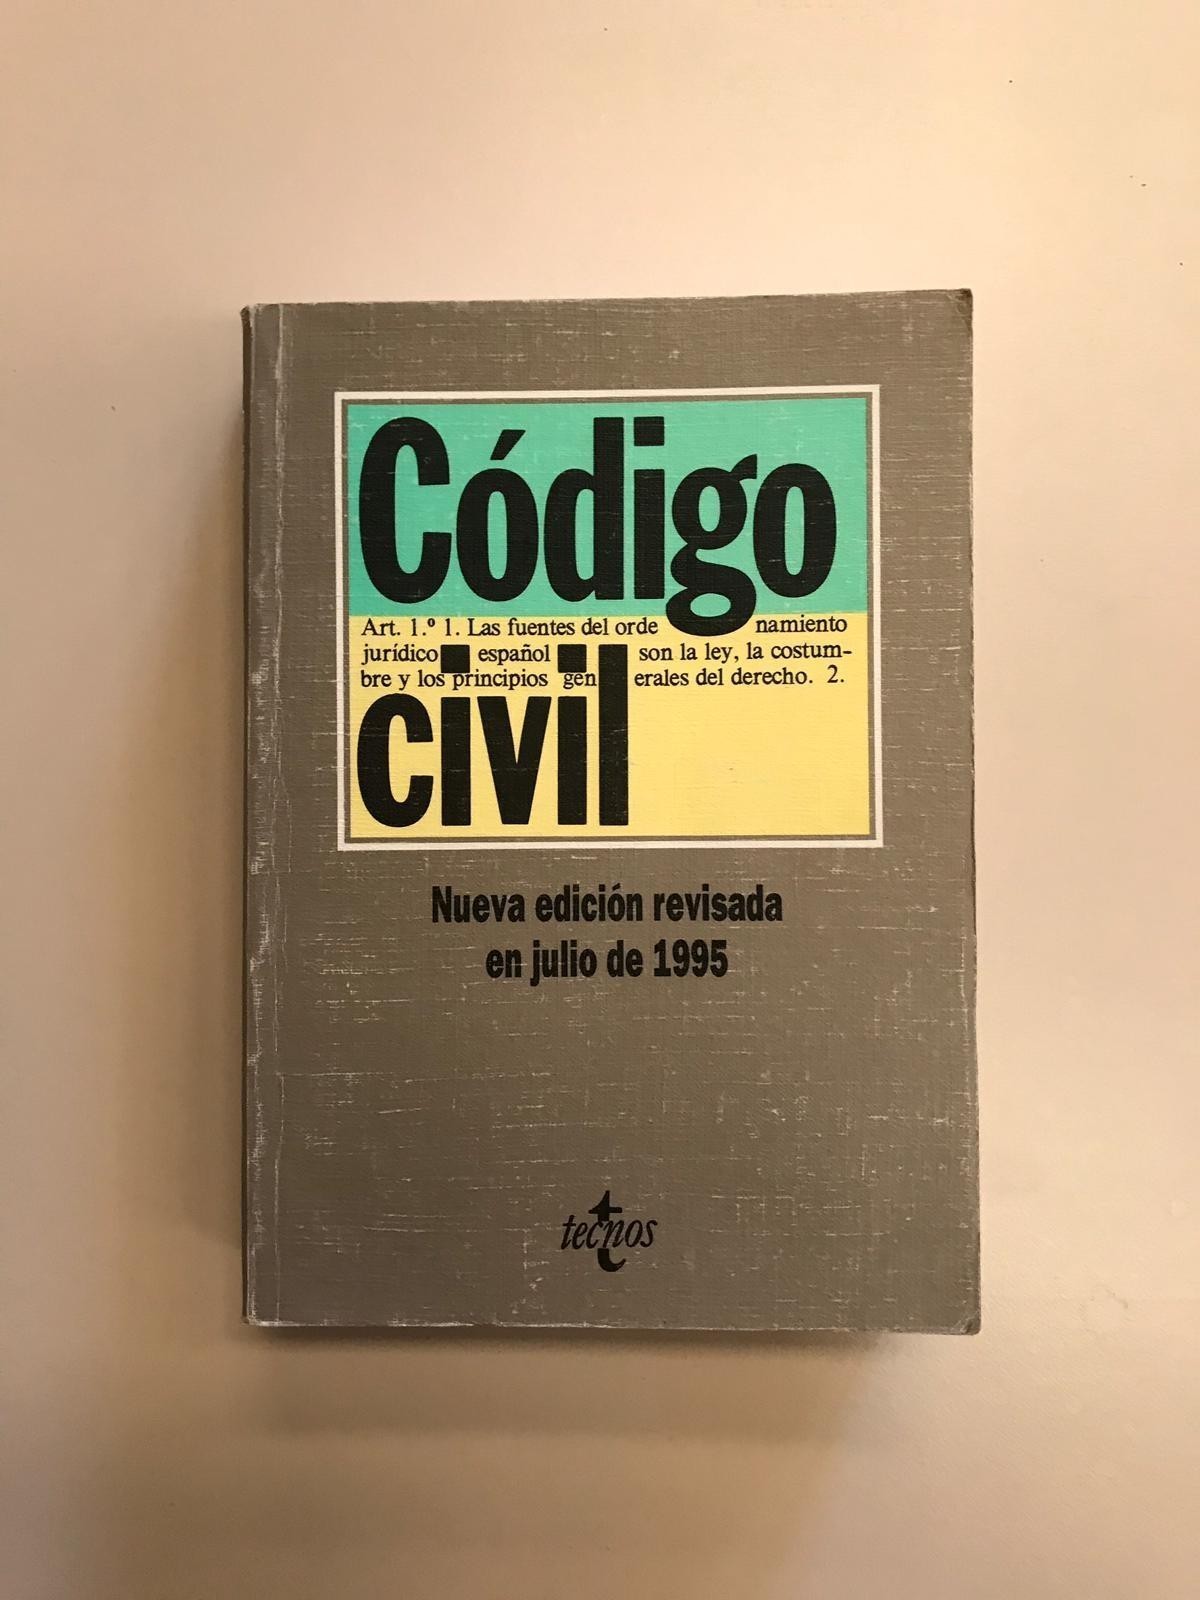 Código
Art. 1.º 1. Las fuentes del orde namiento
jurídico español son la ley, la costum-
bre y los principios gen erales del derecho. 2.
civil
Nueva edición revisada
en julio de 1995
tecnos